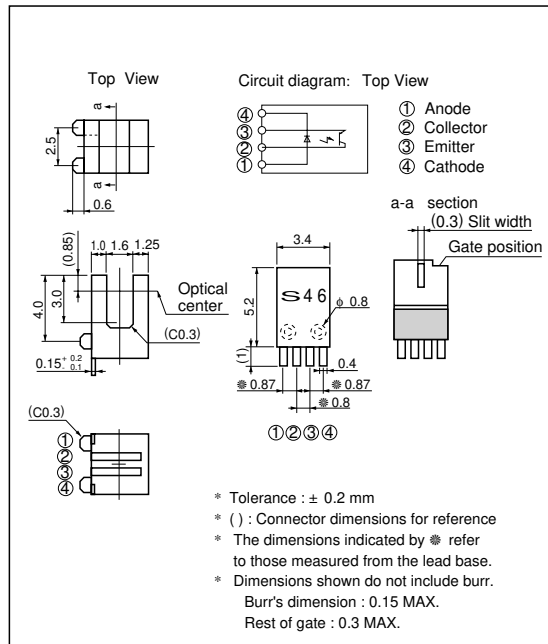 Top View
Circuit diagram: Top View
④
③
②
①
① Anode
② Collector
③ Emitter
④ Cathode
a
a
2.5
0.6
a-a section
(0.3) Slit width
Gate position
(0.85)
1.0 1.6 1.25
4.0
3.0
Optical center
(C0.3)
0.15 + 0.2 - 0.1
3.4
5.2
S46
ϕ 0.8
(1)
0.4
❋ 0.87
❋ 0.87
❋ 0.8
①②③④
(C0.3)
①
②
③
④
* Tolerance : ± 0.2 mm
* ( ) : Connector dimensions for reference
* The dimensions indicated by ❋ refer
to those measured from the lead base.
* Dimensions shown do not include burr.
Burr's dimension : 0.15 MAX.
Rest of gate : 0.3 MAX.